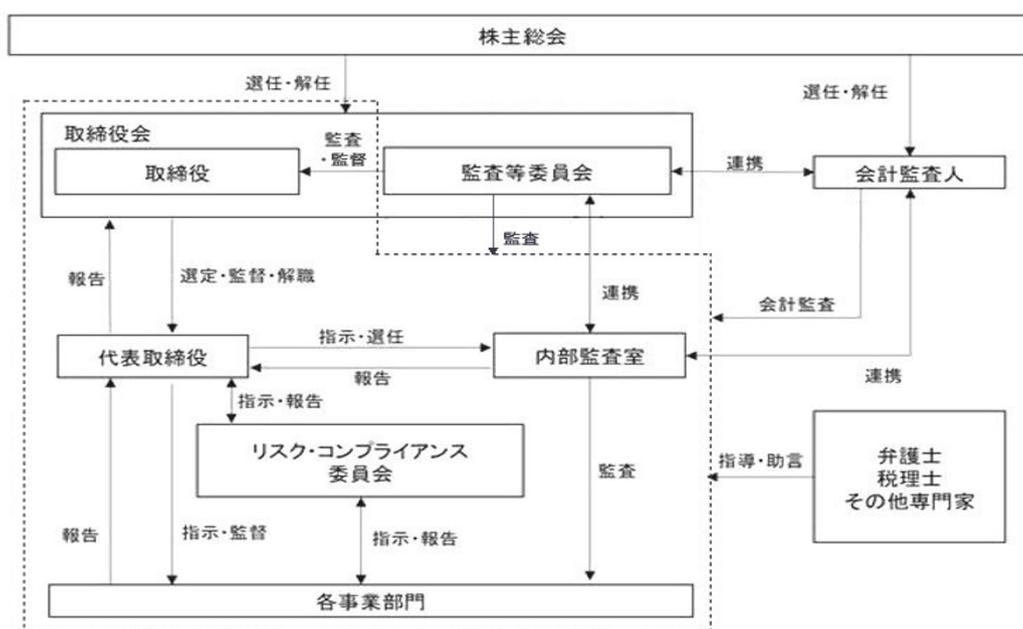 株主総会
選任・解任
選任・解任
取締役会
監査
・監督
取締役
監査等委員会
連携
会計監査人
監査
報告
選定・監督・解職
連携
会計監査
代表取締役
指示・選任
内部監査室
報告
連携
指示・報告
リスク・コンプライアンス
委員会
監査
指導・助言
弁護士
税理士
その他専門家
報告
指示・監督
指示・報告
各事業部門